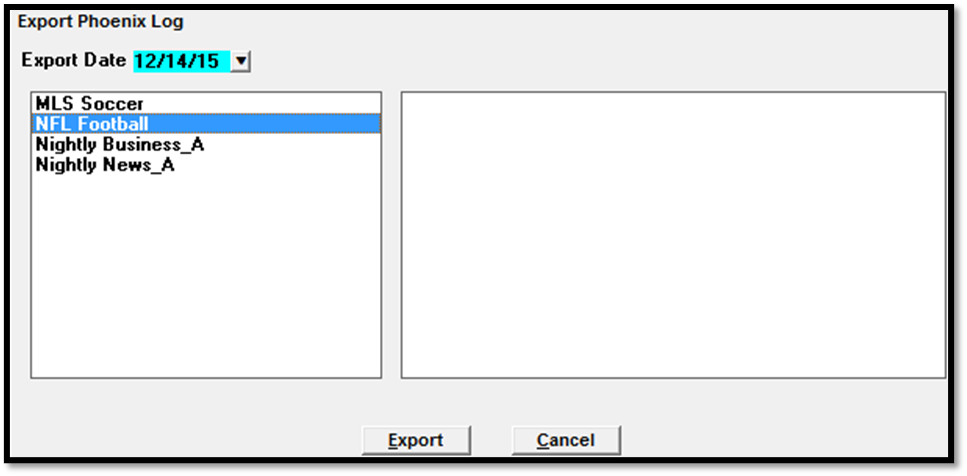 Export Phoenix Log
Export Date 12/14/15
MLS Soccer
NFL Football
Nightly Business_A
Nightly News_A
Export Cancel